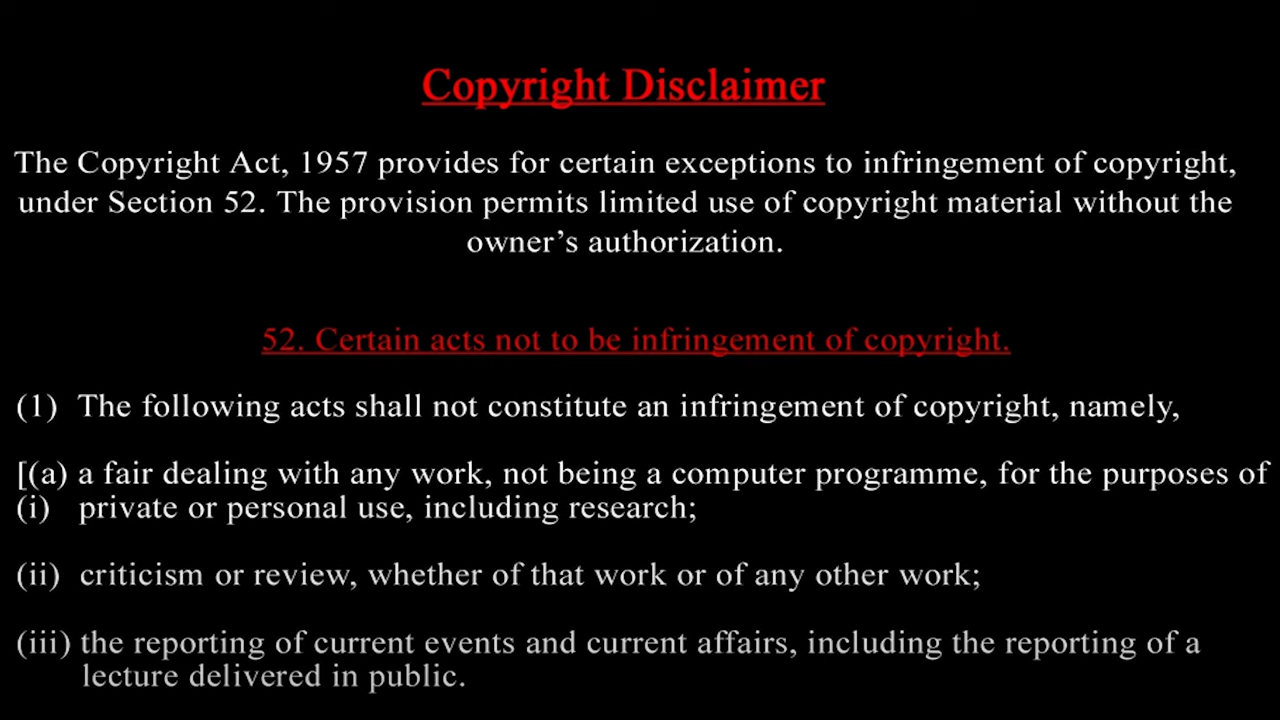 Copyright Disclaimer
The Copyright Act, 1957 provides for certain exceptions to infringement of copyright,
under Section 52. The provision permits limited use of copyright material without the
owner’s authorization.
52. Certain acts not to be infringement of copyright.
(1) The following acts shall not constitute an infringement of copyright, namely,
[(a) a fair dealing with any work, not being a computer programme, for the purposes of
(i) private or personal use, including research;
(ii) criticism or review, whether of that work or of any other work;
(iii) the reporting of current events and current affairs, including the reporting of a
lecture delivered in public.